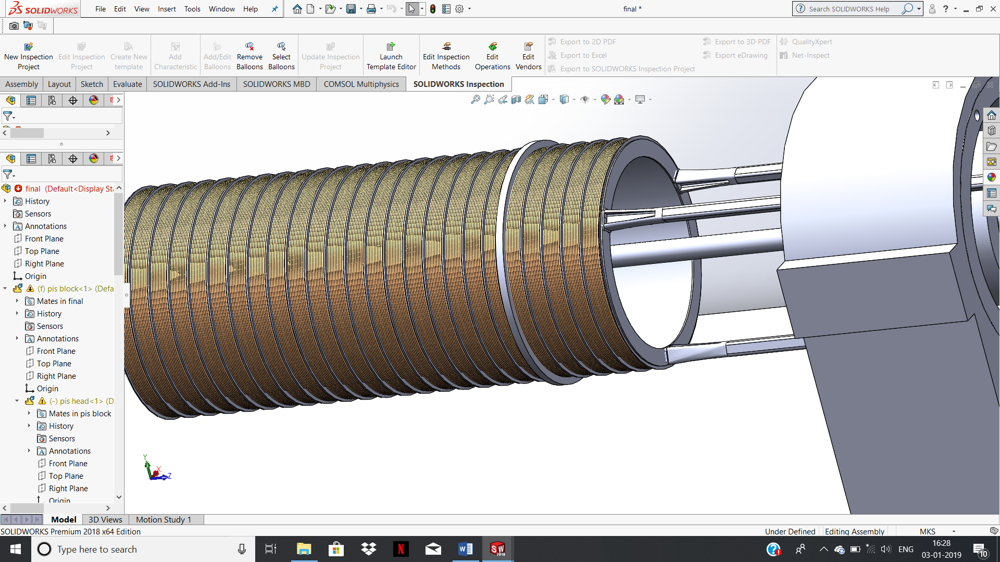 SOLIDWORKS File Edit View Insert Tools Window Help final * Search SOLIDWORKS Help ?
New Inspection Project
Edit Inspection Project
Create New template
Add Characteristic
Add/Edit Balloons
Remove Balloons
Select Balloons
Update Inspection Project
Launch Template Editor
Edit Inspection Methods
Edit Operations
Edit Vendors
Export to 2D PDF
Export to Excel
Export to SOLIDWORKS Inspection Project
Export to 3D PDF
Export eDrawing
QualityXpert
Net-Inspect
Assembly Layout Sketch Evaluate SOLIDWORKS Add-Ins SOLIDWORKS MBD COMSOL Multiphysics SOLIDWORKS Inspection
final (Default<Display Sta
History
Sensors
Annotations
Front Plane
Top Plane
Right Plane
Origin
(f) pis block<1> (Defa
Mates in final
History
Sensors
Annotations
Front Plane
Top Plane
Right Plane
Origin
(-) pis head<1> (D
Mates in pis block
History
Sensors
Annotations
Front Plane
Top Plane
Right Plane
Origin
Y
X
Z
Model 3D Views Motion Study 1
SOLIDWORKS Premium 2018 x64 Edition Under Defined Editing Assembly MKS
Type here to search
W
N
SW
2018
ENG
16:28
03-01-2019
10